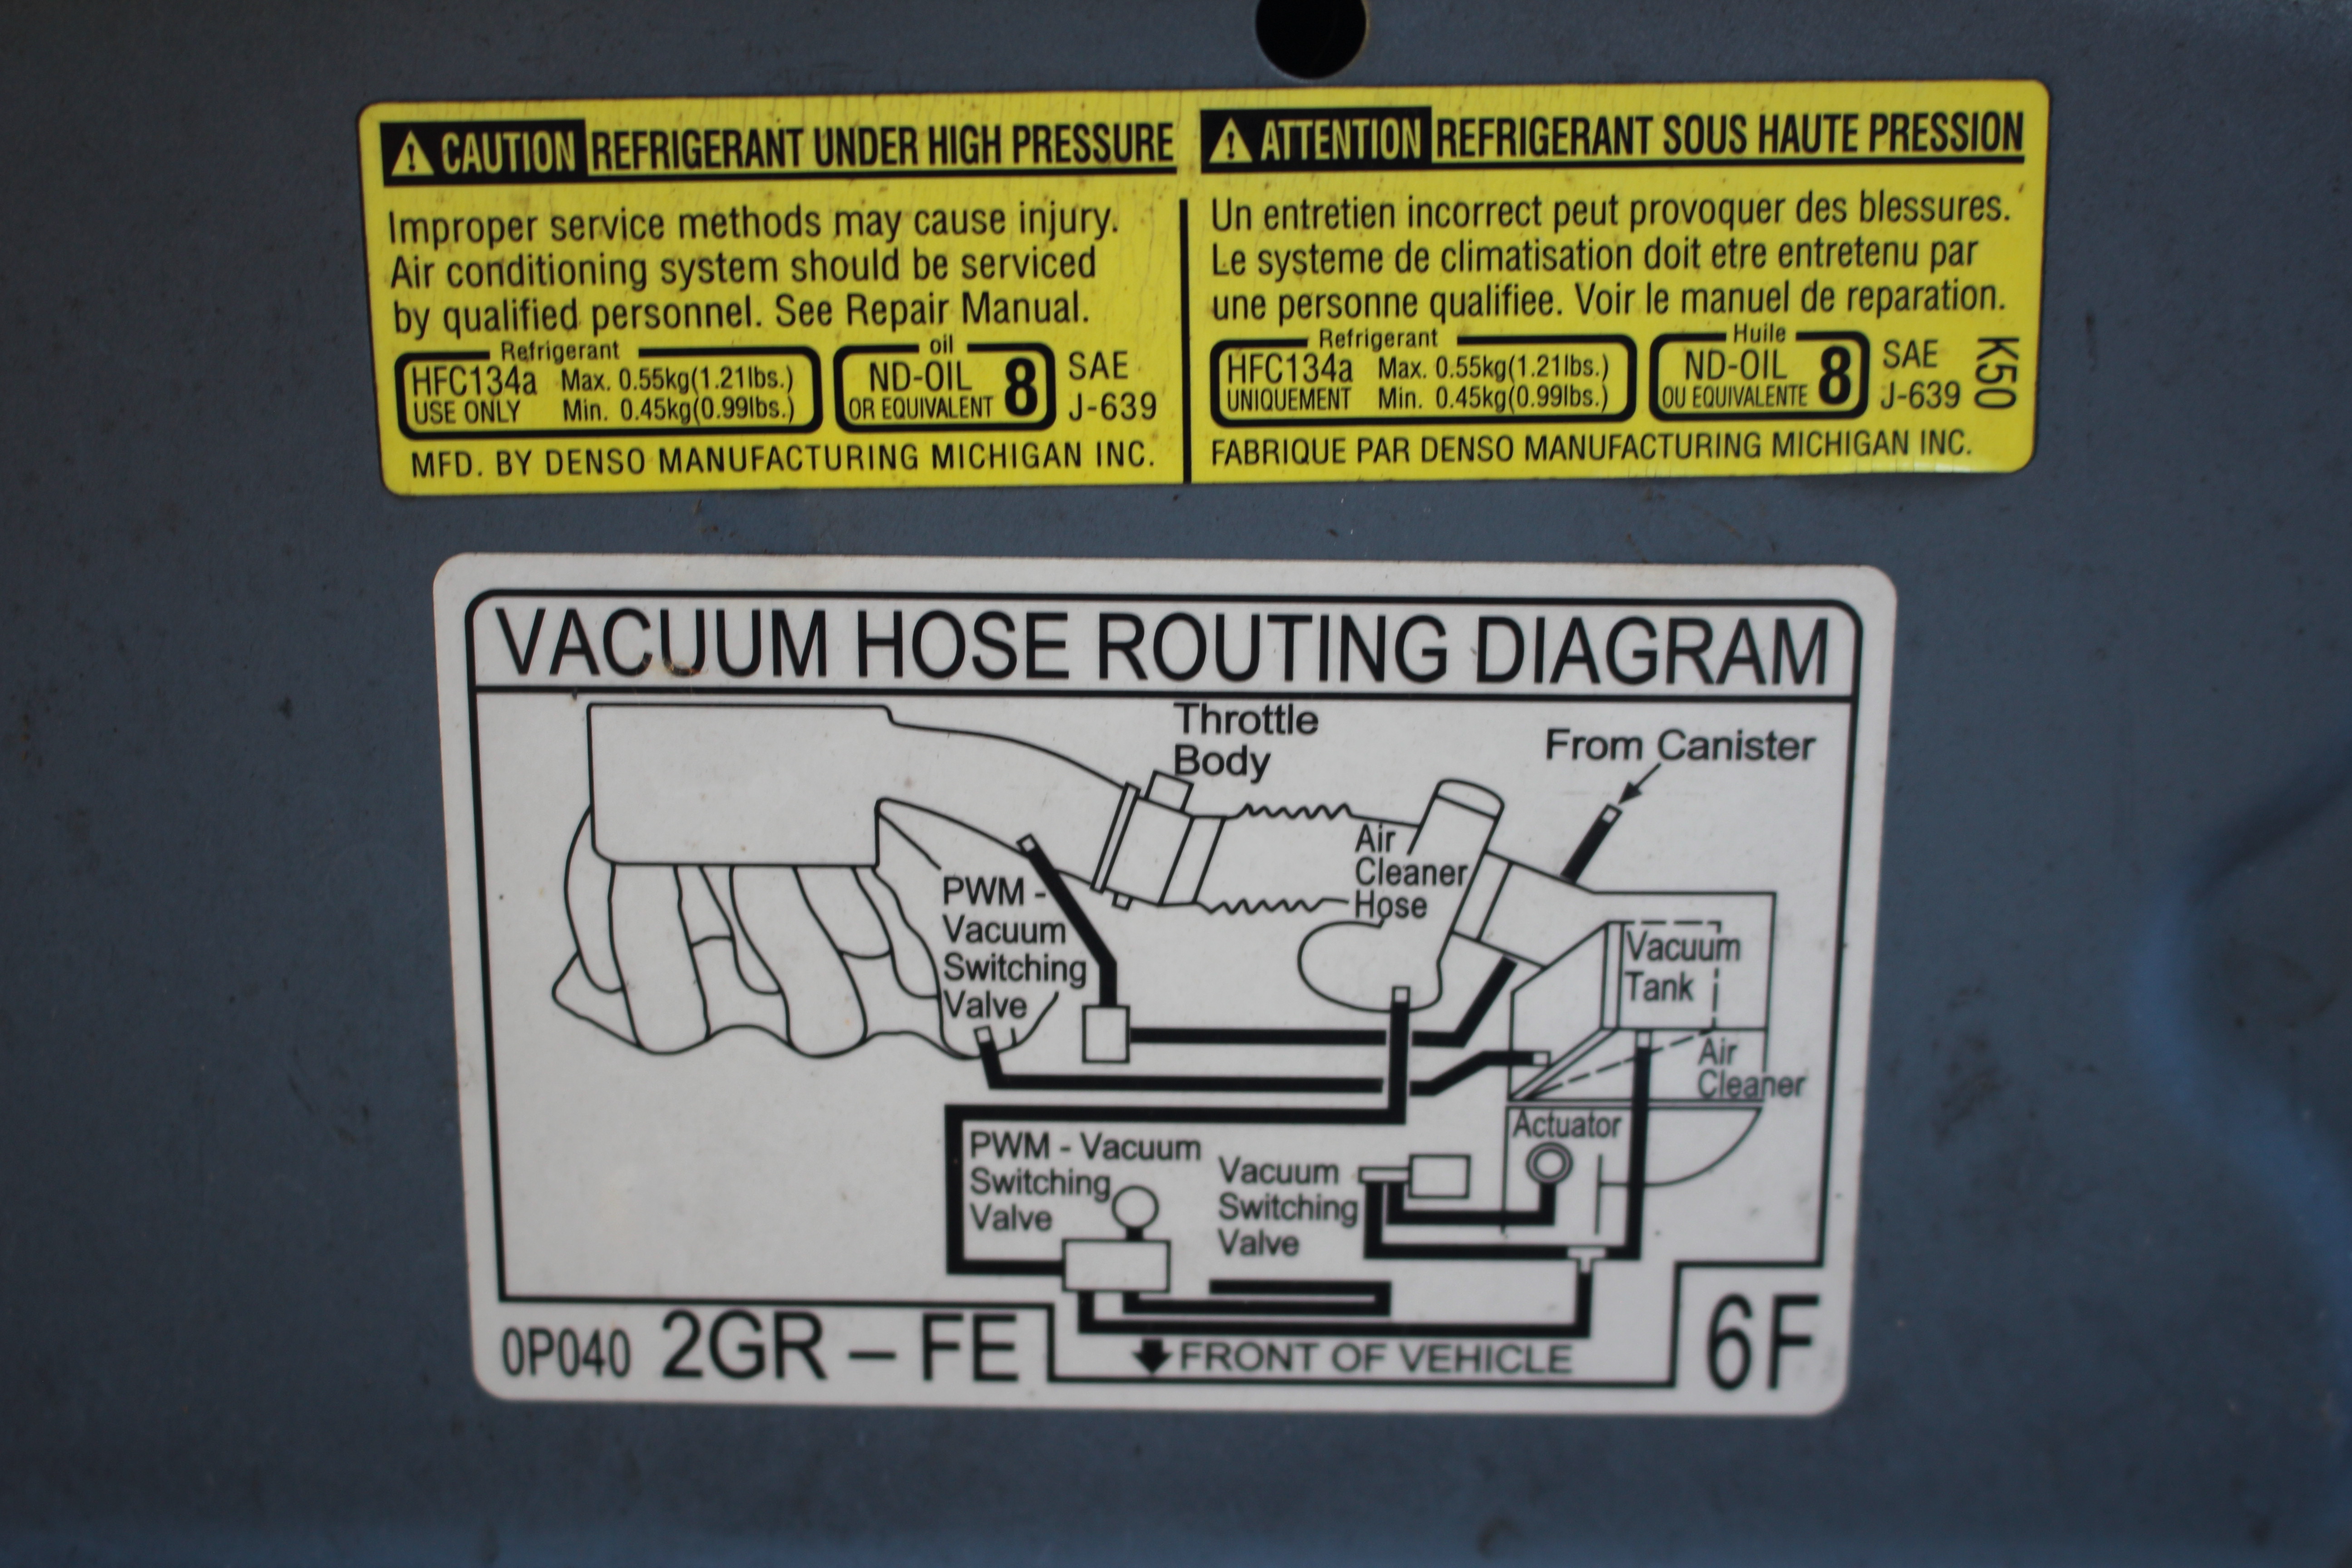 CAUTION REFRIGERANT UNDER HIGH PRESSURE
Improper service methods may cause injury.
Air conditioning system should be serviced
by qualified personnel. See Repair Manual.
Refrigerant
HFC134a Max. 0.55kg(1.21lbs.)
USE ONLY Min. 0.45kg(0.99lbs.)
oil
ND-OIL 8
OR EQUIVALENT
SAE
J-639
MFD. BY DENSO MANUFACTURING MICHIGAN INC.
ATTENTION REFRIGERANT SOUS HAUTE PRESSION
Un entretien incorrect peut provoquer des blessures.
Le systeme de climatisation doit etre entretenu par
une personne qualifiee. Voir le manuel de reparation.
Refrigerant
HFC134a Max. 0.55kg(1.21lbs.)
UNIQUEMENT Min. 0.45kg(0.99lbs.)
Huile
ND-OIL 8
OU EQUIVALENTE
SAE
J-639
K50
FABRIQUE PAR DENSO MANUFACTURING MICHIGAN INC.
VACUUM HOSE ROUTING DIAGRAM
Throttle
Body
From Canister
Air
Cleaner
Hose
PWM -
Vacuum
Switching
Valve
Vacuum
Tank
Air
Cleaner
Actuator
PWM - Vacuum
Switching
Valve
Vacuum
Switching
Valve
0P040 2GR – FE
FRONT OF VEHICLE
6F